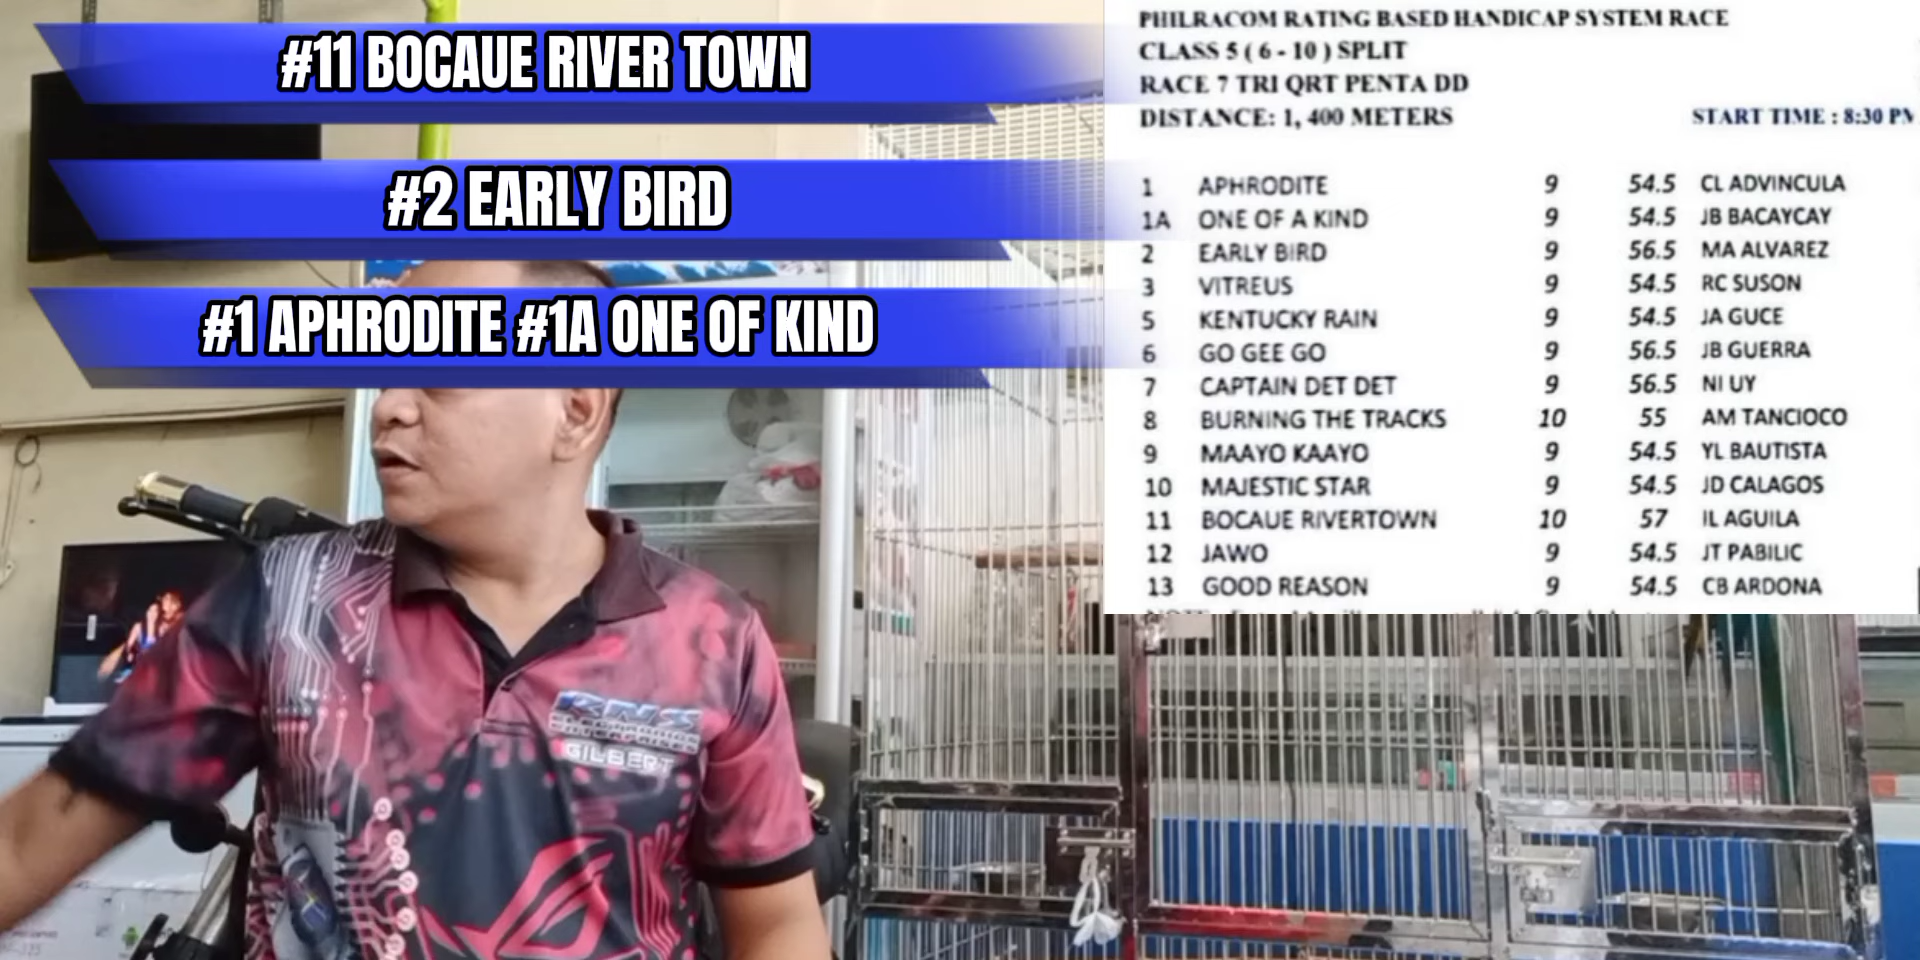 #11 BOCAUE RIVER TOWN
#2 EARLY BIRD
#1 APHRODITE #1A ONE OF KIND
PHILRACOM RATING BASED HANDICAP SYSTEM RACE
CLASS 5 ( 6 - 10 ) SPLIT
RACE 7 TRI QRT PENTA DD
DISTANCE: 1, 400 METERS START TIME : 8:30 PM
1 APHRODITE 9 54.5 CL ADVINCULA
1A ONE OF A KIND 9 54.5 JB BACAYCAY
2 EARLY BIRD 9 56.5 MA ALVAREZ
3 VITREUS 9 54.5 RC SUSON
5 KENTUCKY RAIN 9 54.5 JA GUCE
6 GO GEE GO 9 56.5 JB GUERRA
7 CAPTAIN DET DET 9 56.5 NI UY
8 BURNING THE TRACKS 10 55 AM TANCIOCO
9 MAAYO KAAYO 9 54.5 YL BAUTISTA
10 MAJESTIC STAR 9 54.5 JD CALAGOS
11 BOCAUE RIVERTOWN 10 57 IL AGUILA
12 JAWO 9 54.5 JT PABILIC
13 GOOD REASON 9 54.5 CB ARDONA
RNS
ELECTRONICS
ENTERPRISES
GILBERT